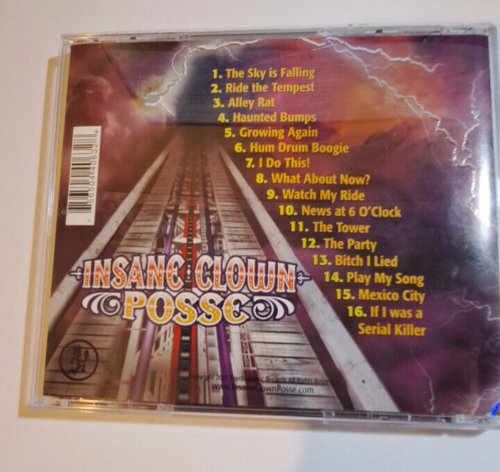 1. The Sky is Falling
2. Ride the Tempest
3. Alley Rat
4. Haunted Bumps
5. Growing Again
6. Hum Drum Boogie
7. I Do This!
8. What About Now?
9. Watch My Ride
10. News at 6 O'Clock
11. The Tower
12. The Party
13. Bitch I Lied
14. Play My Song
15. Mexico City
16. If I was a
Serial Killer
INSANE CLOWN
POSSE
www.InsaneClownPosse.com